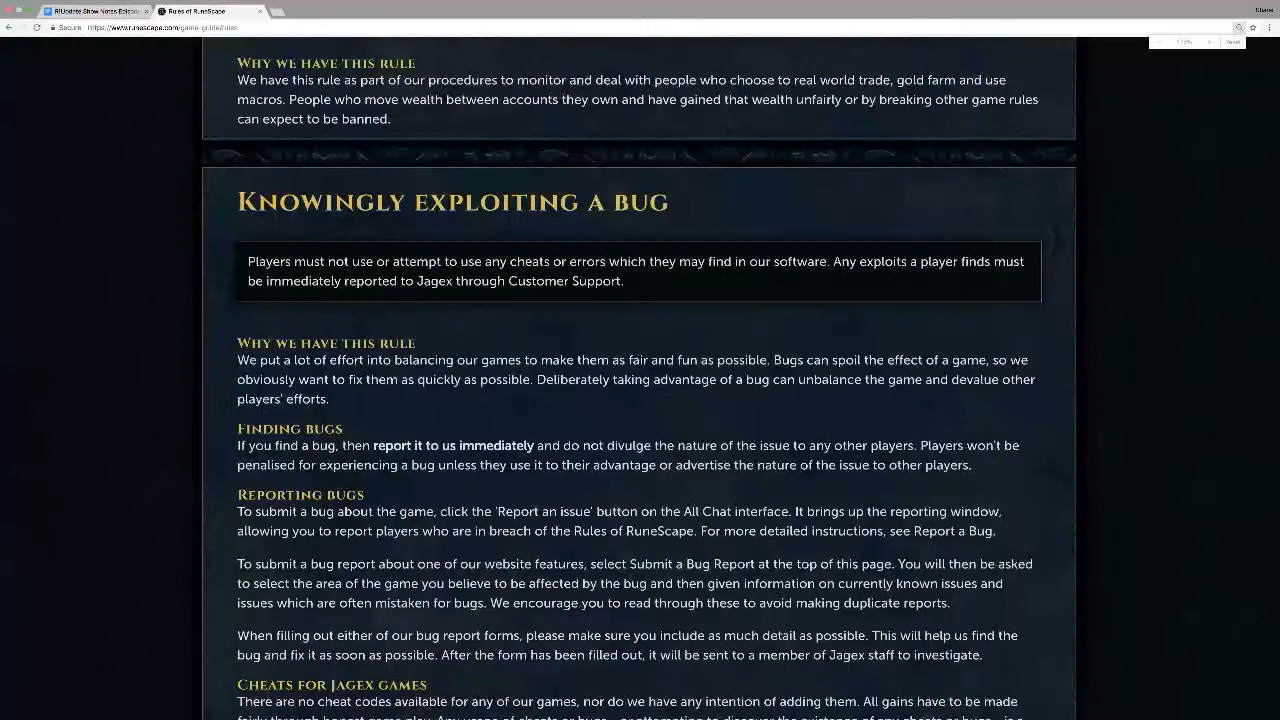 R!Update Show Notes Episode
Rules of RuneScape
Shane
Secure
https://www.runescape.com/game-guide/rules
175%
Reset
Why we have this rule
We have this rule as part of our procedures to monitor and deal with people who choose to real world trade, gold farm and use
macros. People who move wealth between accounts they own and have gained that wealth unfairly or by breaking other game rules
can expect to be banned.
Knowingly exploiting a bug
Players must not use or attempt to use any cheats or errors which they may find in our software. Any exploits a player finds must
be immediately reported to Jagex through Customer Support.
Why we have this rule
We put a lot of effort into balancing our games to make them as fair and fun as possible. Bugs can spoil the effect of a game, so we
obviously want to fix them as quickly as possible. Deliberately taking advantage of a bug can unbalance the game and devalue other
players' efforts.
Finding bugs
If you find a bug, then report it to us immediately and do not divulge the nature of the issue to any other players. Players won't be
penalised for experiencing a bug unless they use it to their advantage or advertise the nature of the issue to other players.
Reporting bugs
To submit a bug about the game, click the 'Report an issue' button on the All Chat interface. It brings up the reporting window,
allowing you to report players who are in breach of the Rules of RuneScape. For more detailed instructions, see Report a Bug.
To submit a bug report about one of our website features, select Submit a Bug Report at the top of this page. You will then be asked
to select the area of the game you believe to be affected by the bug and then given information on currently known issues and
issues which are often mistaken for bugs. We encourage you to read through these to avoid making duplicate reports.
When filling out either of our bug report forms, please make sure you include as much detail as possible. This will help us find the
bug and fix it as soon as possible. After the form has been filled out, it will be sent to a member of Jagex staff to investigate.
Cheats for Jagex games
There are no cheat codes available for any of our games, nor do we have any intention of adding them. All gains have to be made